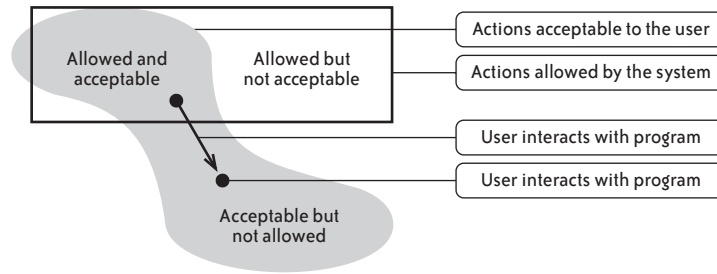 Actions acceptable to the user
Allowed and
acceptable
Allowed but
not acceptable
Actions allowed by the system
User interacts with program
User interacts with program
Acceptable but
not allowed